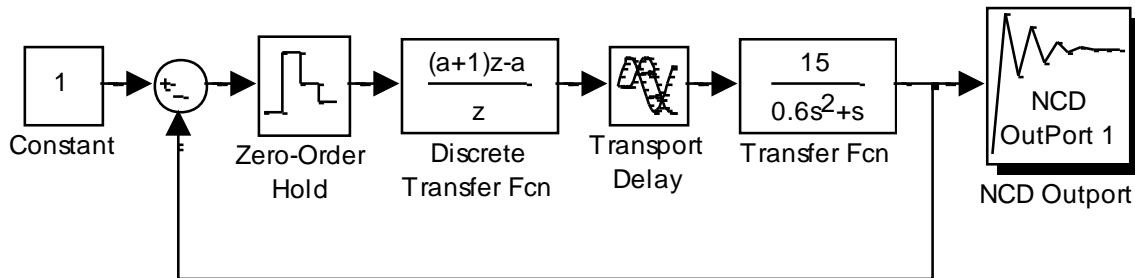 1
Constant
Zero-Order
Hold
(a+1)z-a
z
Discrete
Transfer Fcn
Transport
Delay
15
0.6s²+s
Transfer Fcn
NCD
OutPort 1
NCD Outport